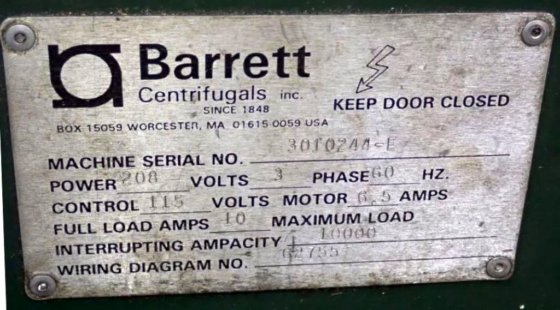 Barrett
Centrifugals inc.
SINCE 1848
KEEP DOOR CLOSED
BOX 15059 WORCESTER, MA 01615-0059 USA
MACHINE SERIAL NO. 3010244-E
POWER 208 VOLTS 3 PHASE 60 HZ.
CONTROL 115 VOLTS MOTOR 6.5 AMPS
FULL LOAD AMPS 10 MAXIMUM LOAD
INTERRUPTING AMPACITY 10000
WIRING DIAGRAM NO. 62755